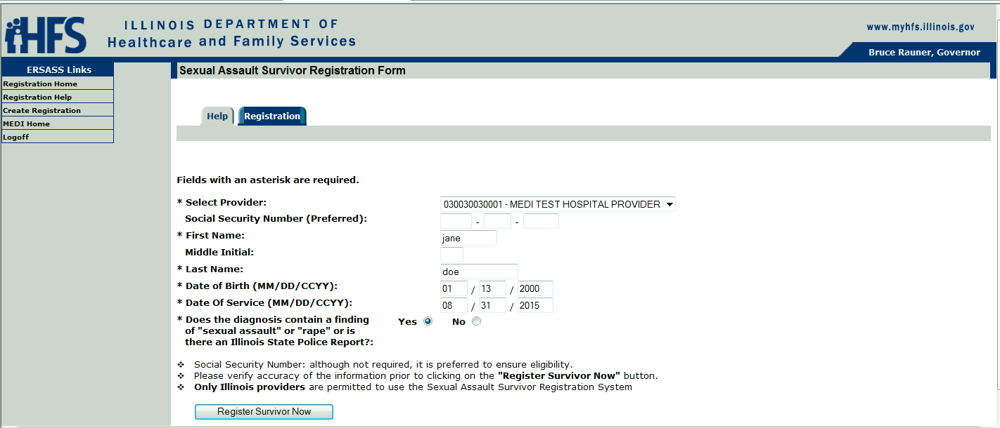 HFS
ILLINOIS DEPARTMENT OF
Healthcare and Family Services
www.myhfs.illinois.gov
Bruce Rauner, Governor
ERSASS Links
Registration Home
Registration Help
Create Registration
MEDI Home
Logoff
Sexual Assault Survivor Registration Form
Help Registration
Fields with an asterisk are required.
* Select Provider: 030030030001 - MEDI TEST HOSPITAL PROVIDER
Social Security Number (Preferred): - -
* First Name: jane
Middle Initial:
* Last Name: doe
* Date of Birth (MM/DD/CCYY): 01 / 13 / 2000
* Date Of Service (MM/DD/CCYY): 08 / 31 / 2015
* Does the diagnosis contain a finding Yes No
of "sexual assault" or "rape" or is
there an Illinois State Police Report?:
❖ Social Security Number: although not required, it is preferred to ensure eligibility.
❖ Please verify accuracy of the information prior to clicking on the "Register Survivor Now" button.
❖ Only Illinois providers are permitted to use the Sexual Assault Survivor Registration System
Register Survivor Now